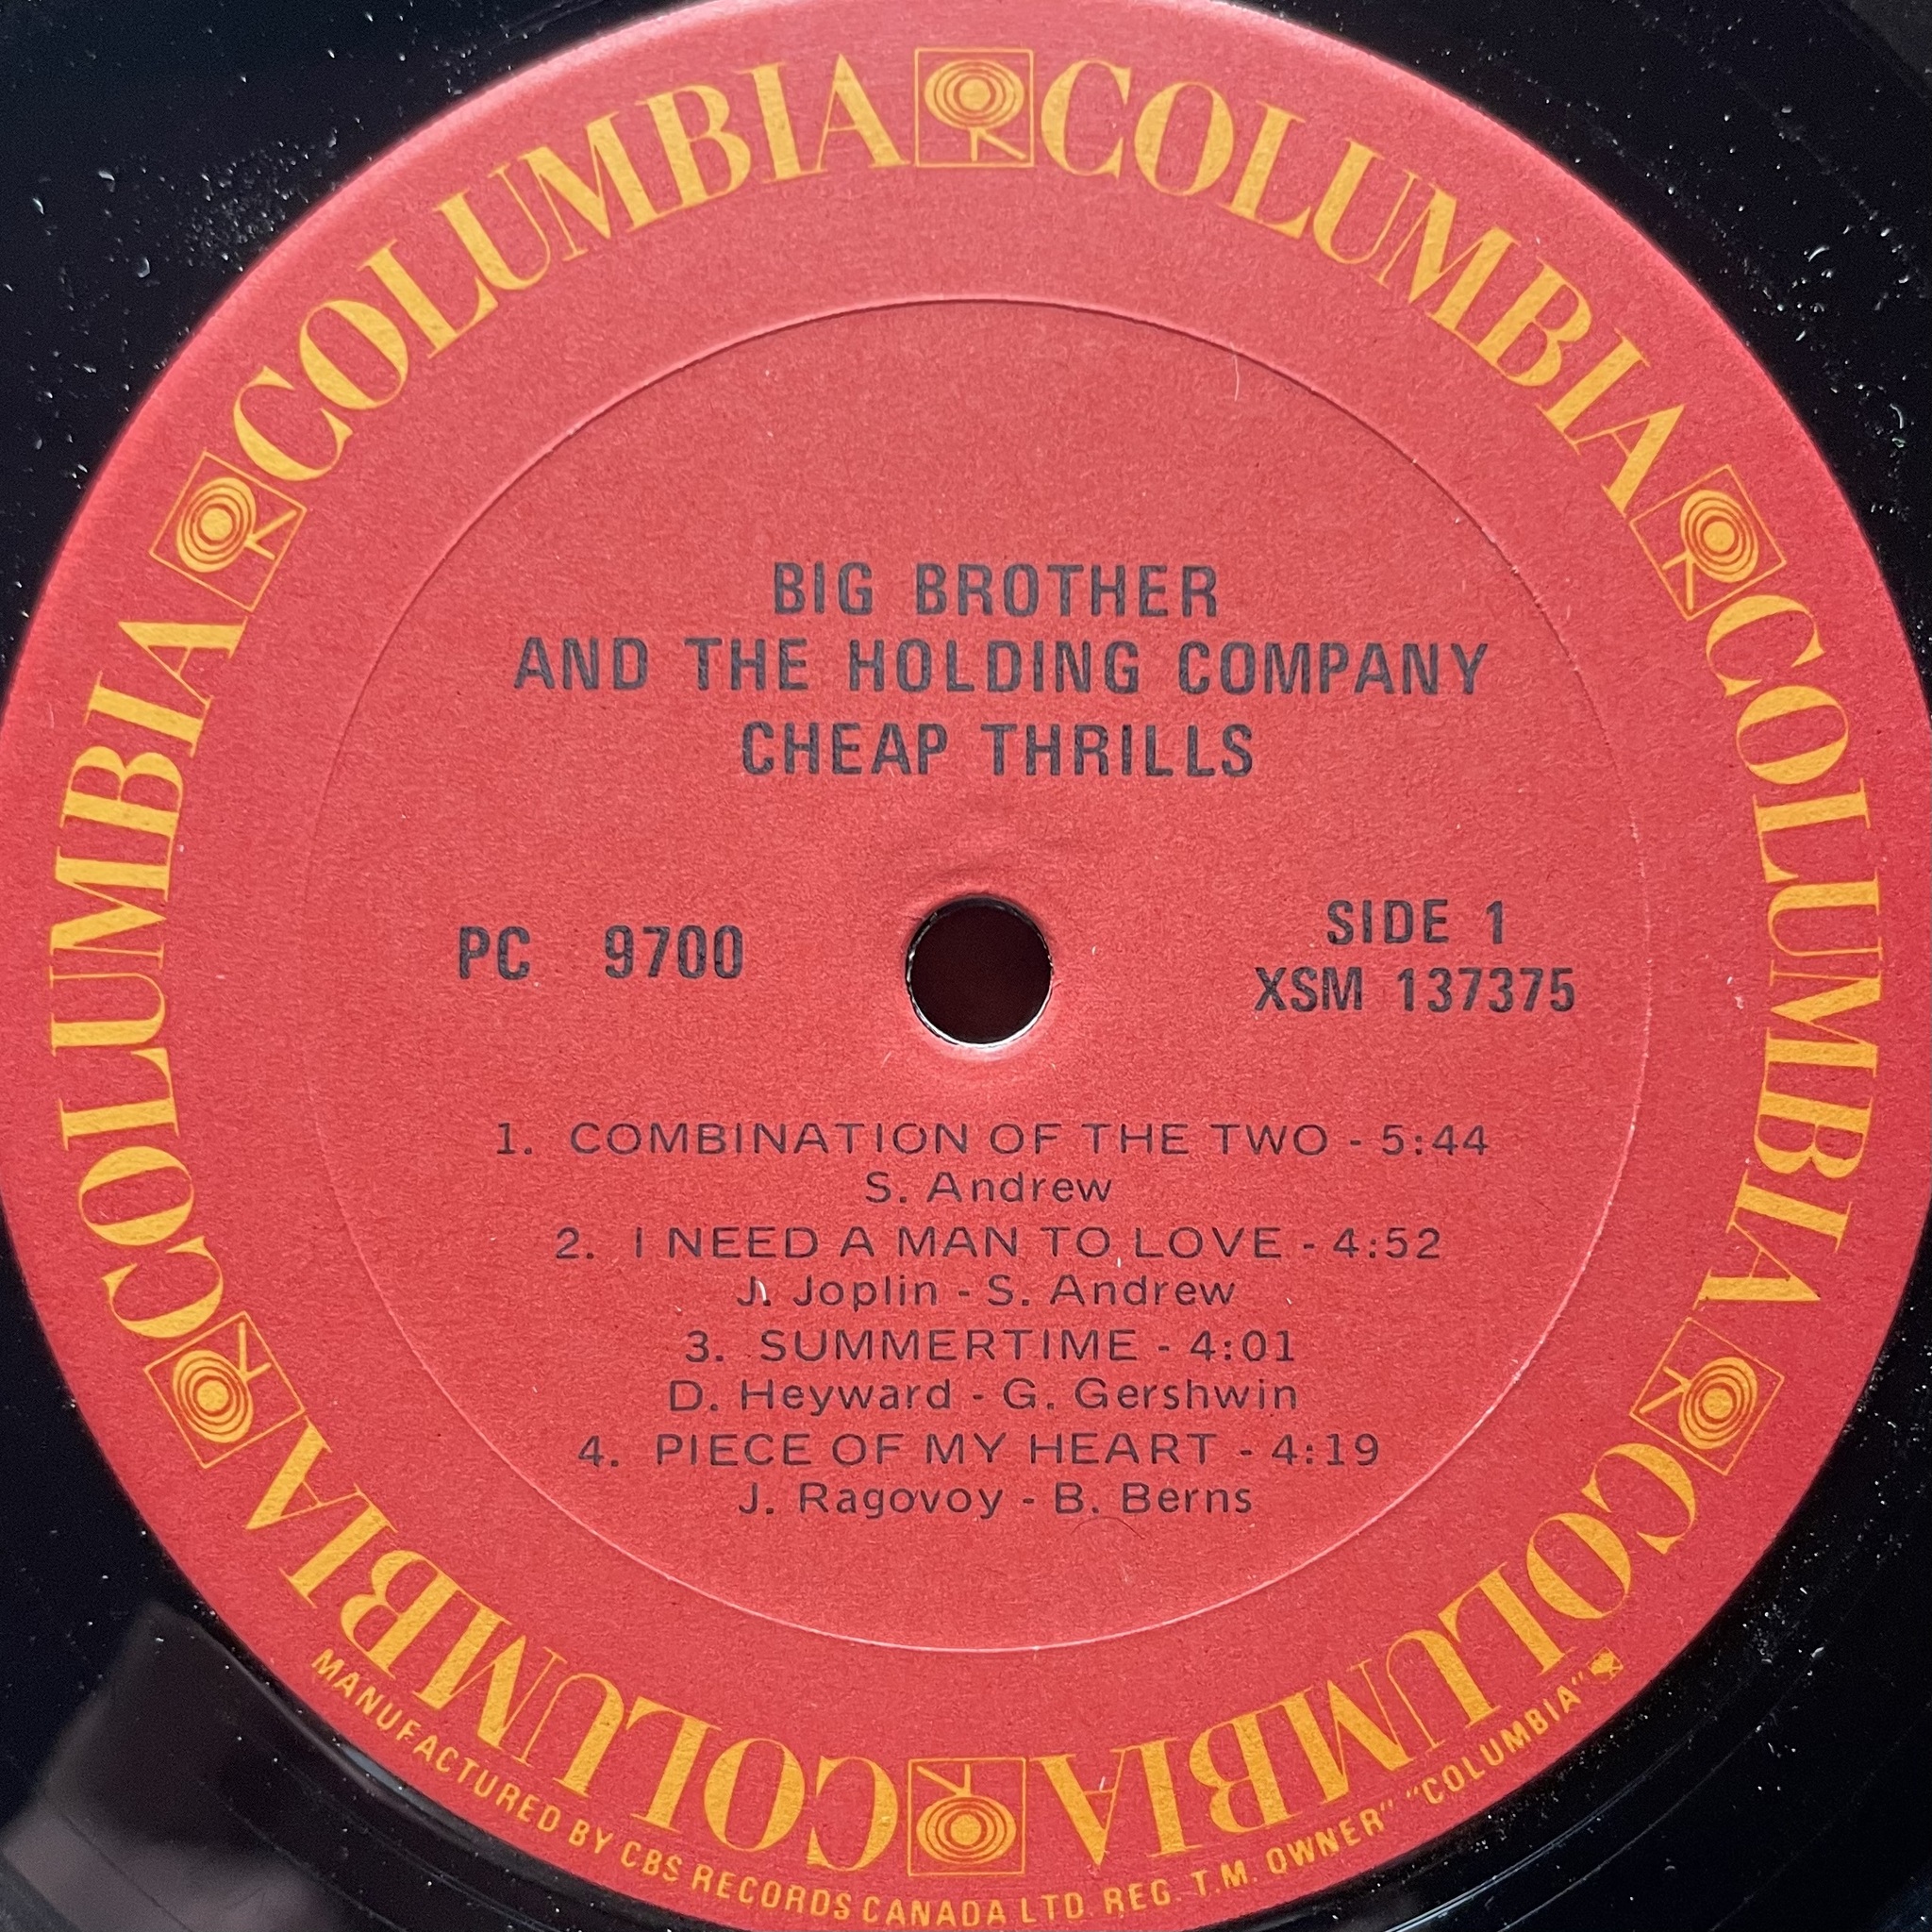 COLUMBIA COLUMBIA COLUMBIA COLUMBIA COLUMBIA COLUMBIA
BIG BROTHER
AND THE HOLDING COMPANY
CHEAP THRILLS
PC 9700
SIDE 1
XSM 137375
1. COMBINATION OF THE TWO - 5:44
S. Andrew
2. I NEED A MAN TO LOVE - 4:52
J. Joplin - S. Andrew
3. SUMMERTIME - 4:01
D. Heyward - G. Gershwin
4. PIECE OF MY HEART - 4:19
J. Ragovoy - B. Berns
MANUFACTURED BY CBS RECORDS CANADA LTD. REG. T.M. OWNER" "COLUMBIA"